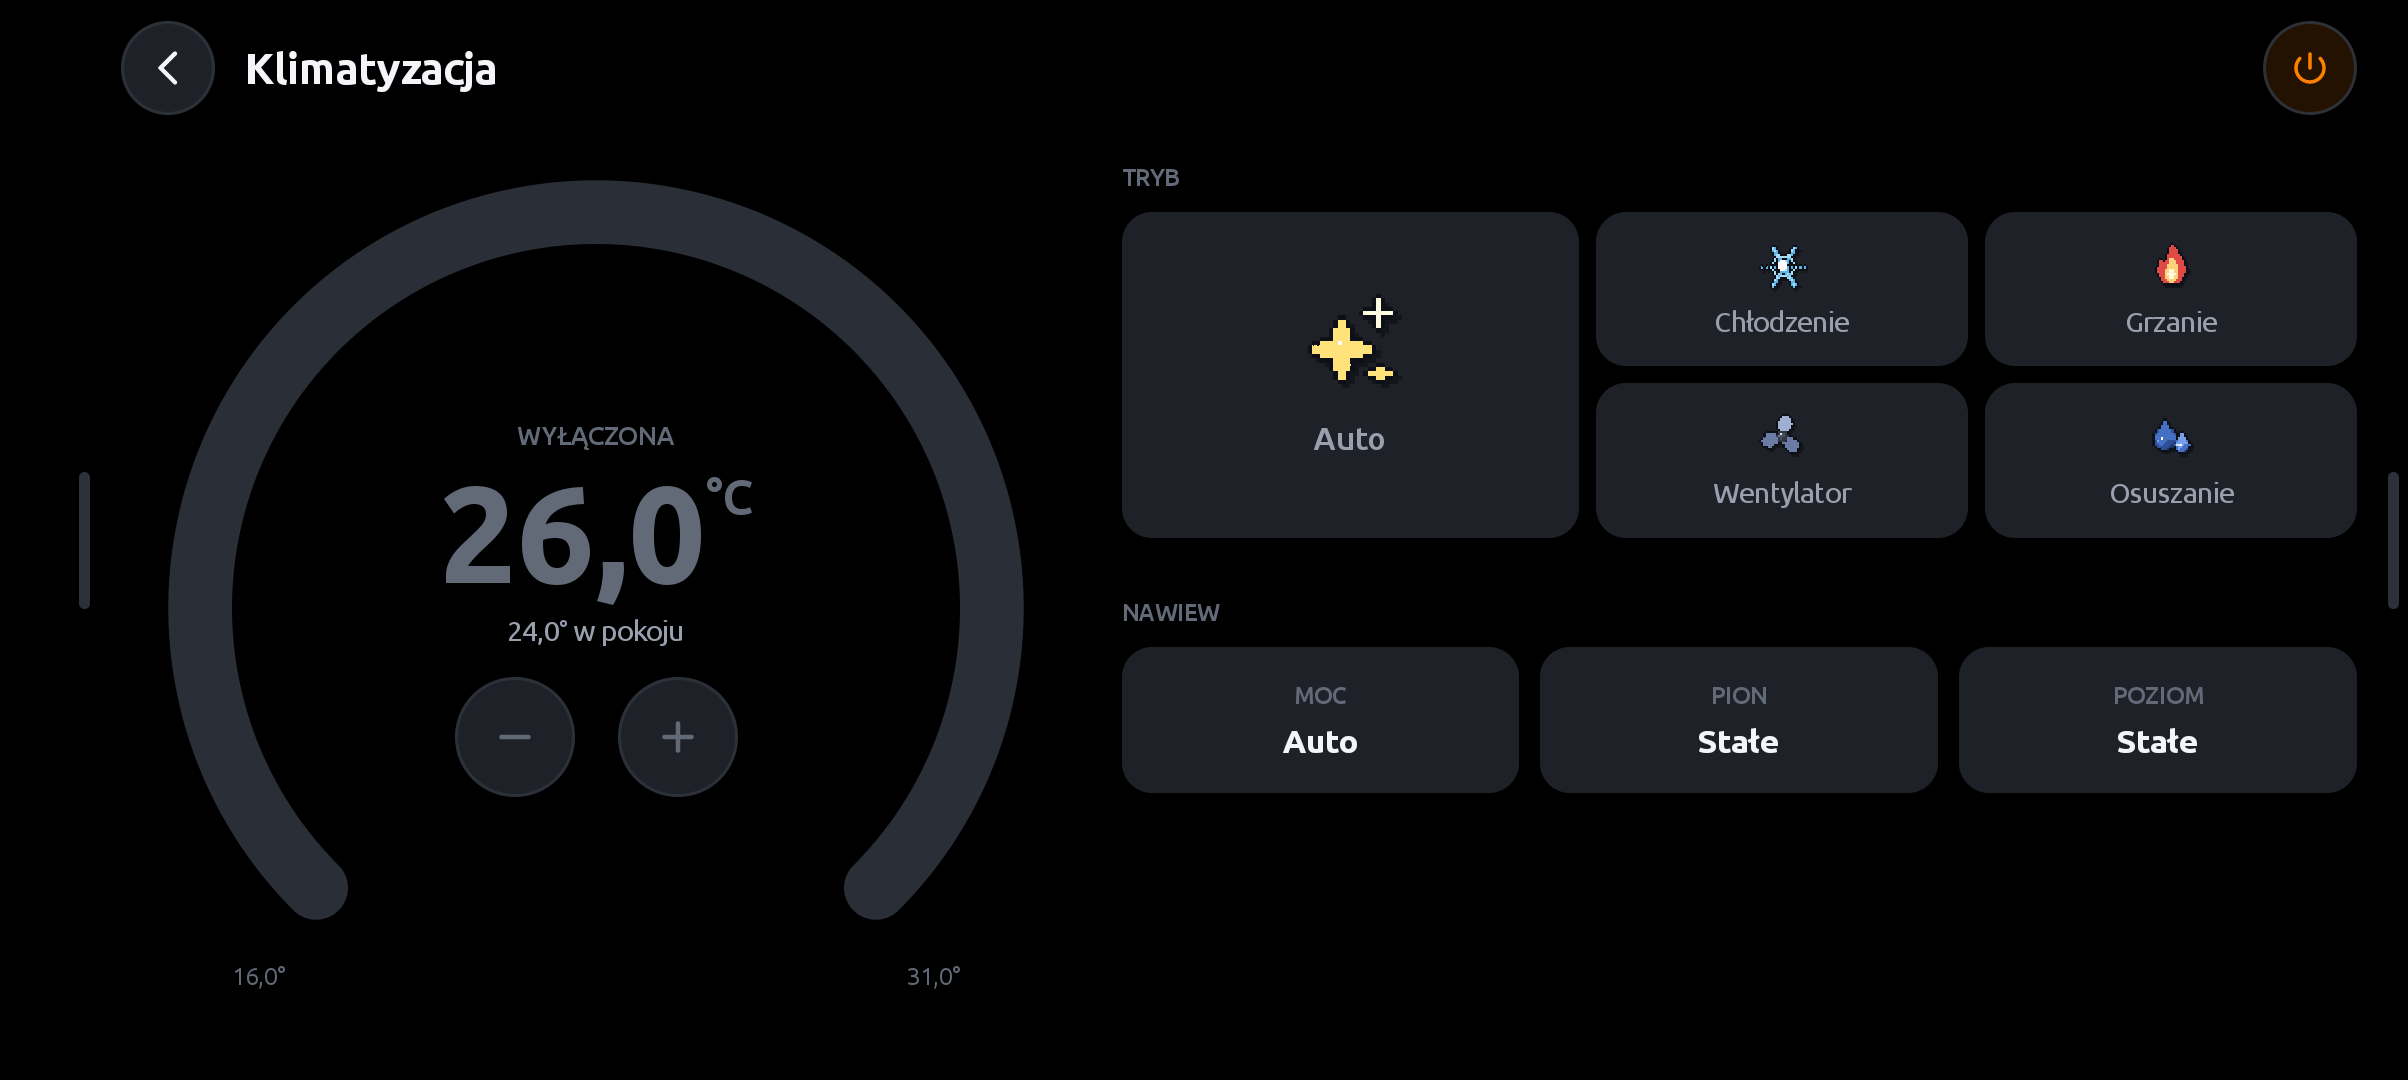 Klimatyzacja
WYŁĄCZONA
26,0°C
24,0° w pokoju
16,0°
31,0°
TRYB
Auto
Chłodzenie
Grzanie
Wentylator
Osuszanie
NAWIEW
MOC
Auto
PION
Stałe
POZIOM
Stałe